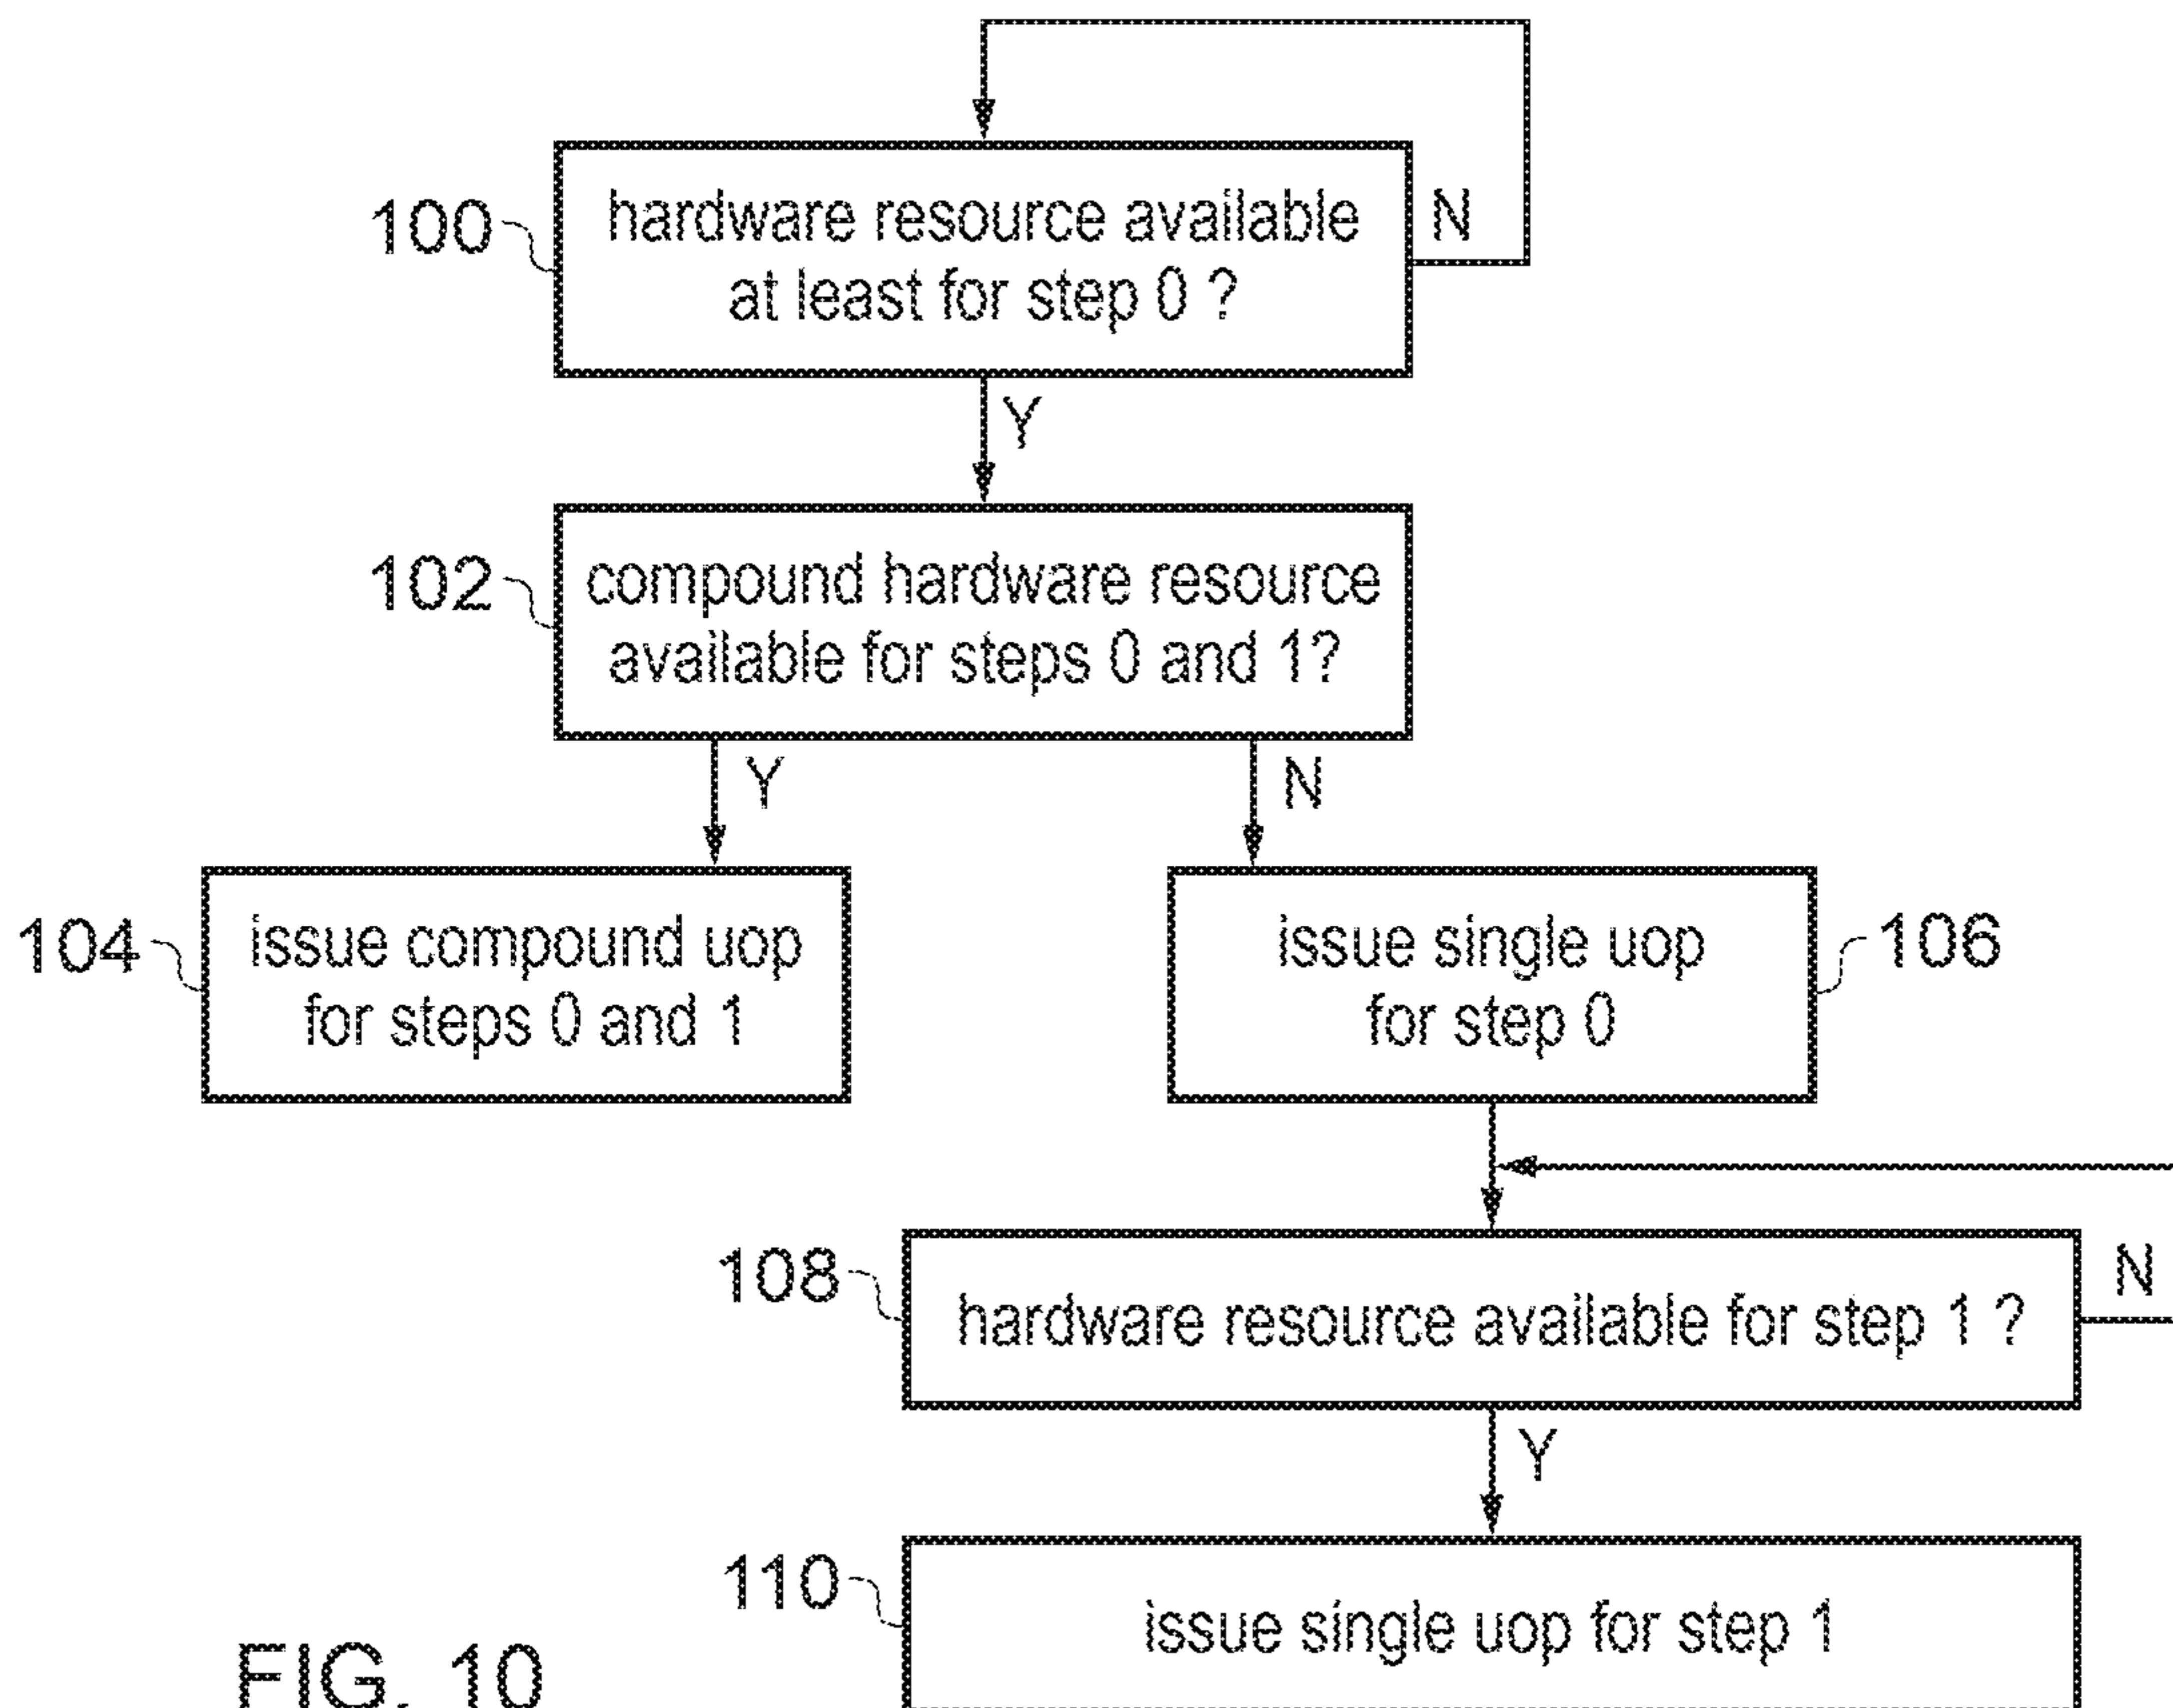 100
hardware resource available
at least for step 0 ?
N
Y
102
compound hardware resource
available for steps 0 and 1?
Y
N
104
issue compound uop
for steps 0 and 1
issue single uop
for step 0
106
108
hardware resource available for step 1 ?
N
Y
110
issue single uop for step 1
FIG. 10